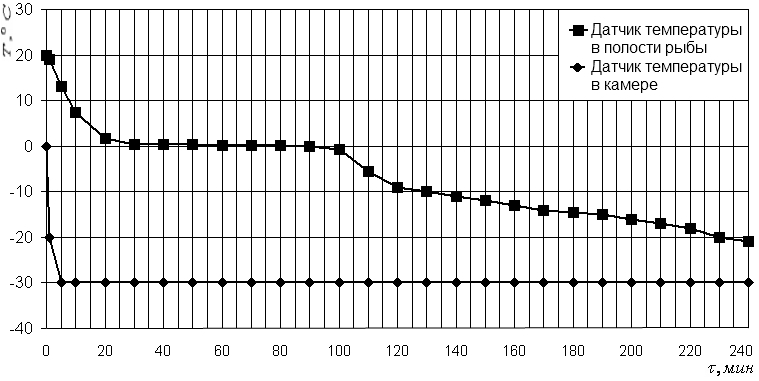 T, ° C
30
20
10
0
-10
-20
-30
-40
Датчик температуры
в полости рыбы
Датчик температуры
в камере
0 20 40 60 80 100 120 140 160 180 200 220 240
τ, мин